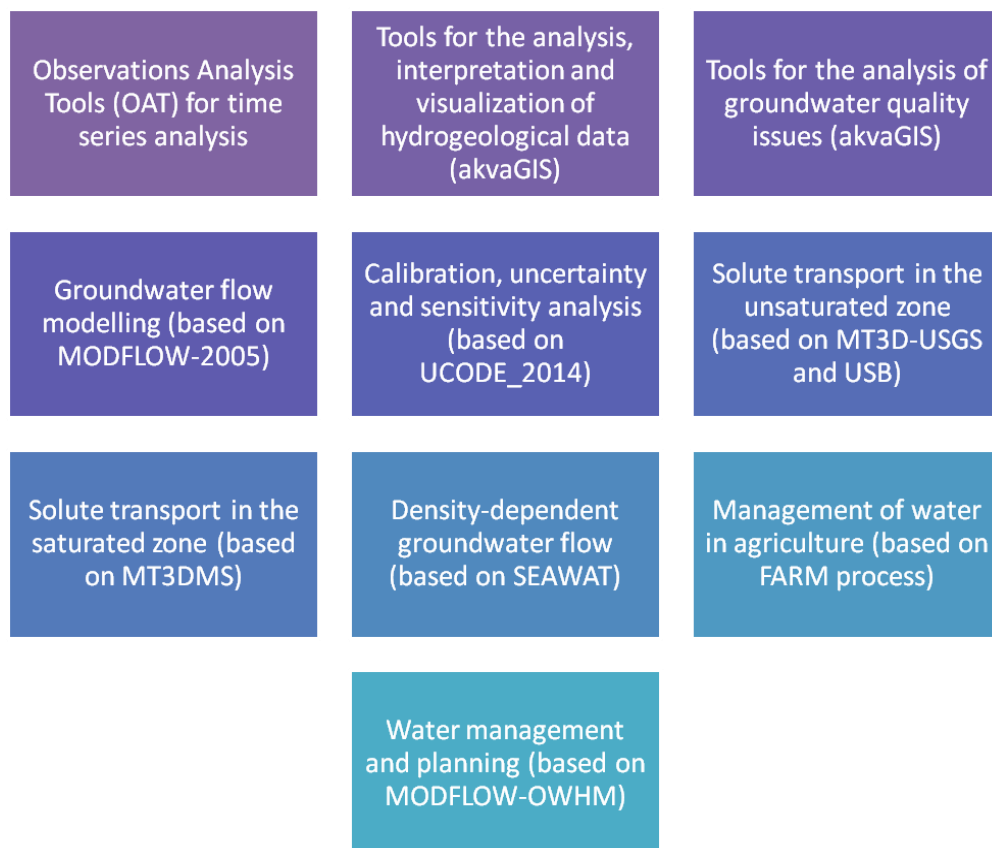 Observations Analysis
Tools (OAT) for time
series analysis
Tools for the analysis,
interpretation and
visualization of
hydrogeological data
(akvaGIS)
Tools for the analysis of
groundwater quality
issues (akvaGIS)
Groundwater flow
modelling (based on
MODFLOW-2005)
Calibration, uncertainty
and sensitivity analysis
(based on
UCODE_2014)
Solute transport in the
unsaturated zone
(based on MT3D-USGS
and USB)
Solute transport in the
saturated zone (based
on MT3DMS)
Density-dependent
groundwater flow
(based on SEAWAT)
Management of water
in agriculture (based on
FARM process)
Water management
and planning (based on
MODFLOW-OWHM)